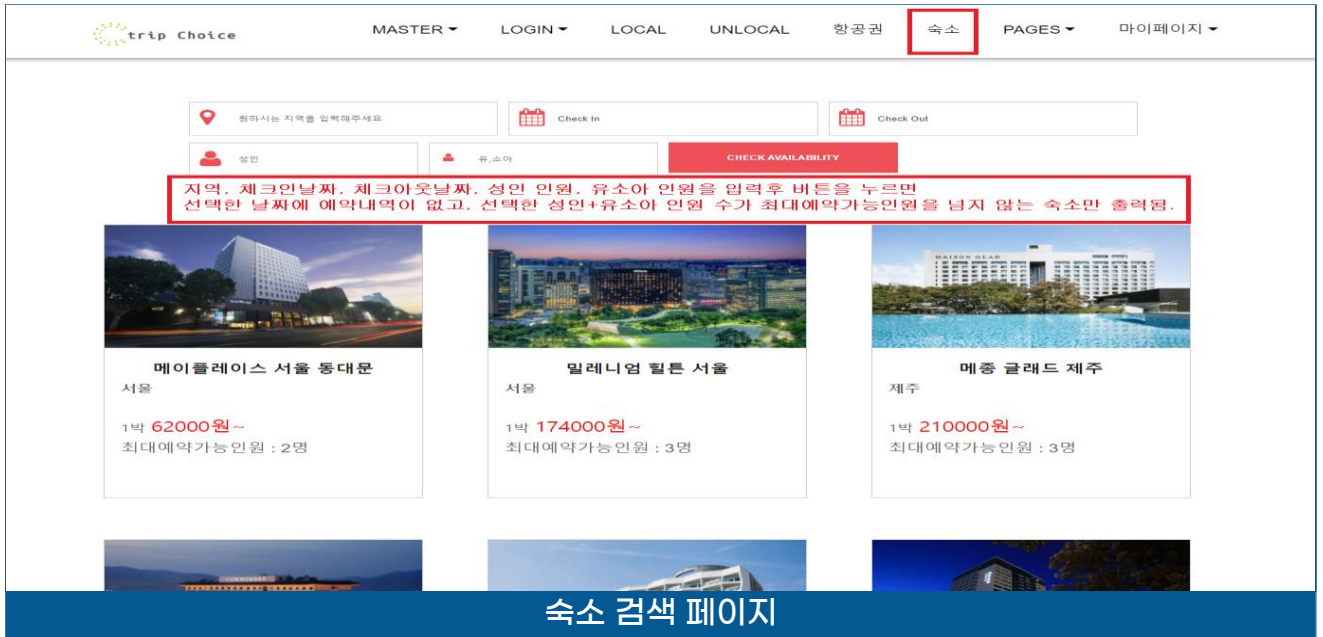 trip Choice
MASTER
LOGIN
LOCAL
UNLOCAL
항공권
숙소
PAGES
마이페이지
원하시는 지역을 입력해주세요
Check In
Check Out
성인
유,소아
CHECK AVAILABILITY
지역, 체크인날짜, 체크아웃날짜, 성인 인원, 유소아 인원을 입력후 버튼을 누르면
선택한 날짜에 예약내역이 없고, 선택한 성인+유소아 인원 수가 최대예약가능인원을 넘지 않는 숙소만 출력됨.
MAISON GLAD
메이플레이스 서울 동대문
서울
1박 62000원~
최대예약가능인원 : 2명
밀레니엄 힐튼 서울
서울
1박 174000원~
최대예약가능인원 : 3명
메종 글래드 제주
제주
1박 210000원~
최대예약가능인원 : 3명
숙소 검색 페이지